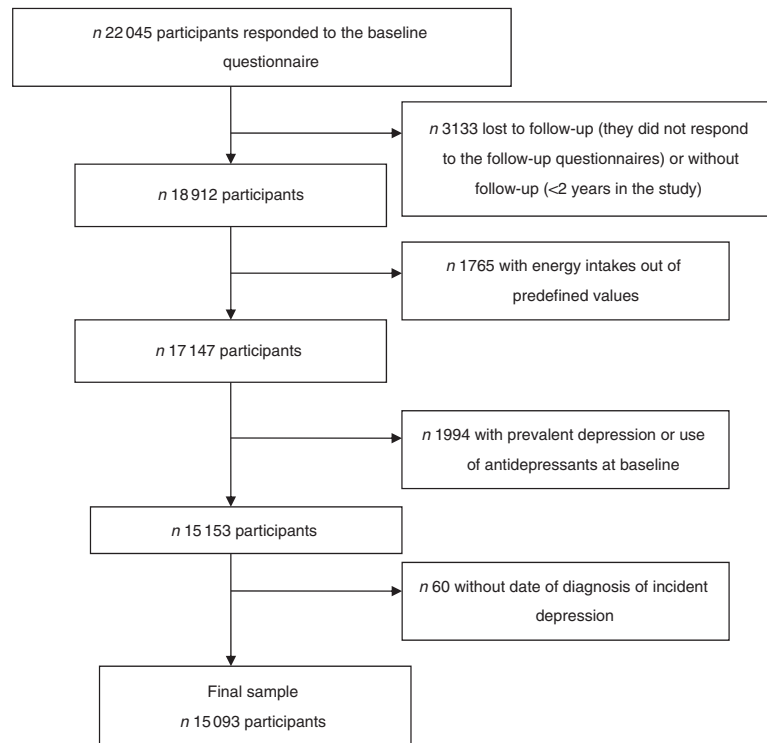 n 22 045 participants responded to the baseline
questionnaire
n 3133 lost to follow-up (they did not respond
to the follow-up questionnaires) or without
follow-up (<2 years in the study)
n 18 912 participants
n 1765 with energy intakes out of
predefined values
n 17 147 participants
n 1994 with prevalent depression or use
of antidepressants at baseline
n 15 153 participants
n 60 without date of diagnosis of incident
depression
Final sample
n 15 093 participants